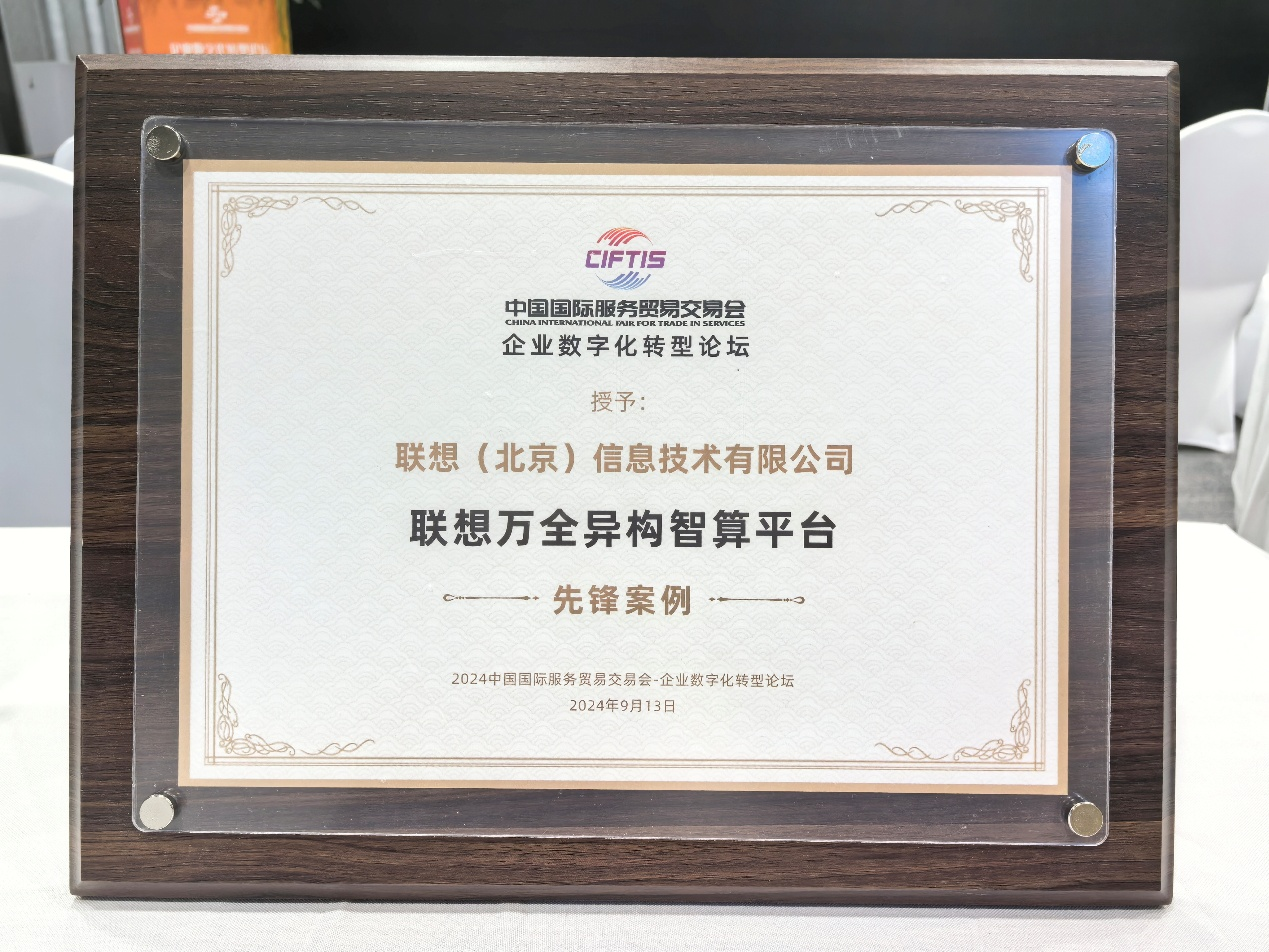 CIFTIS
中国国际服务贸易交易会
CHINA INTERNATIONAL FAIR FOR TRADE IN SERVICES
企业数字化转型论坛
授予：
联想（北京）信息技术有限公司
联想万全异构智算平台
先锋案例
2024中国国际服务贸易交易会-企业数字化转型论坛
2024年9月13日